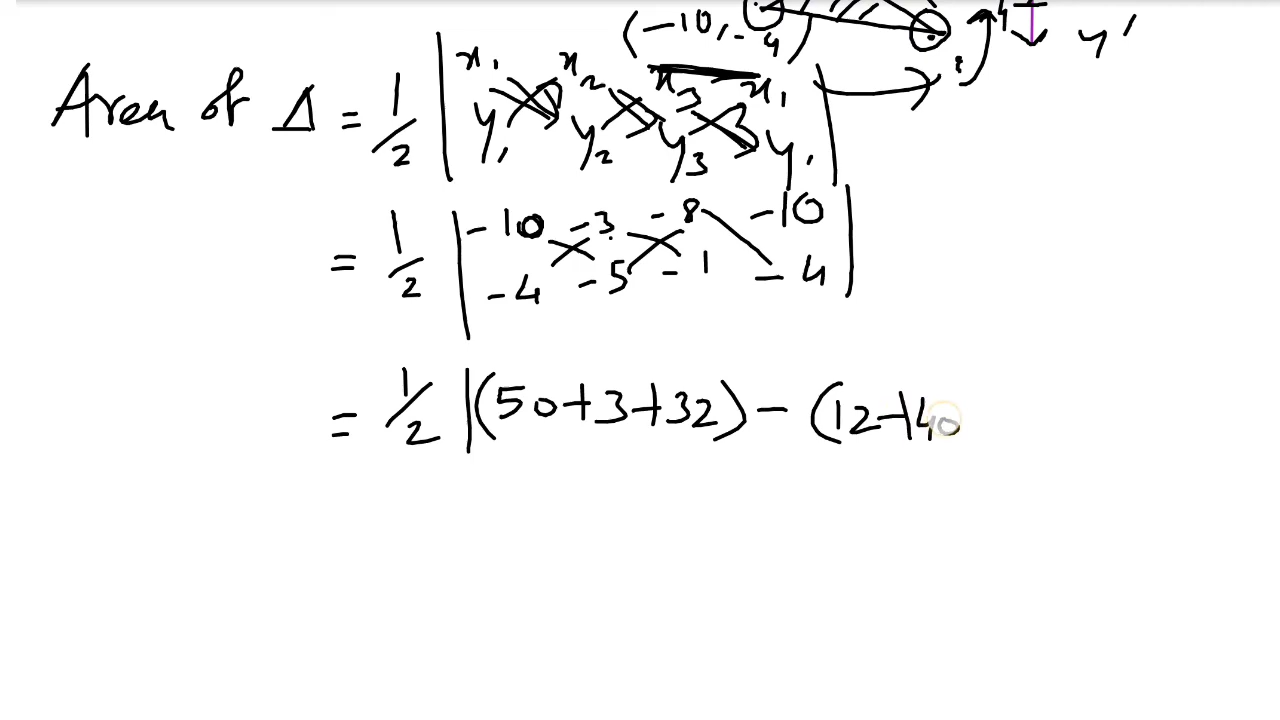 (-10, -4) y'
Area of Δ = 1/2 | x₁ x₂ x₃ x₁ |
y₁ y₂ y₃ y₁
= 1/2 | -10 -3 -8 -10 |
-4 -5 -1 -4
= 1/2 |(50+3+32) - (12+40